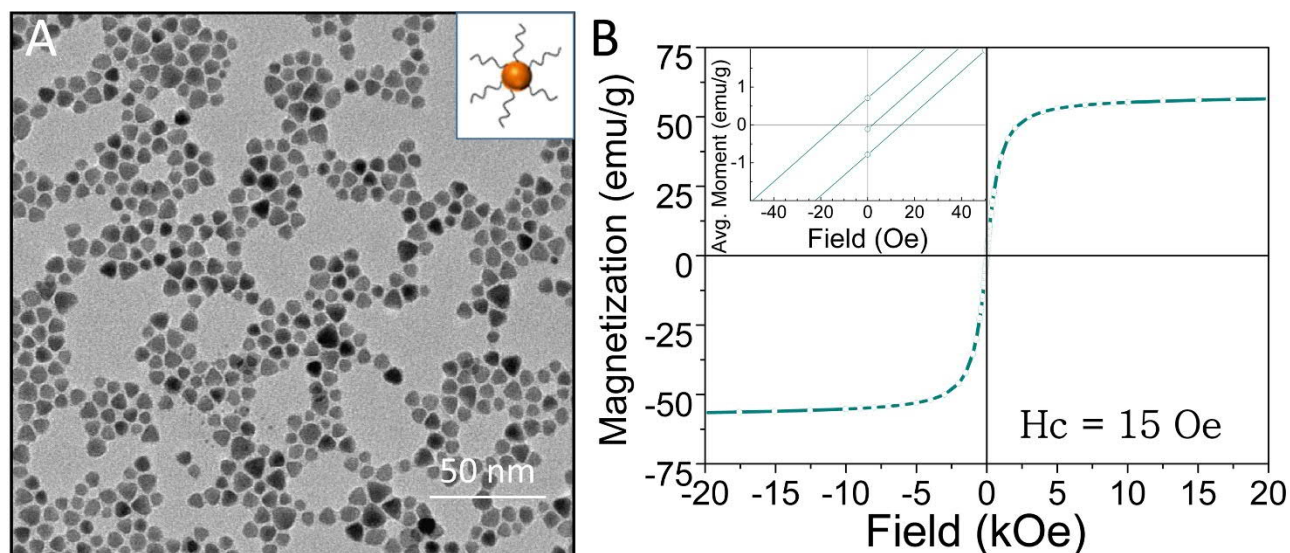 A
50 nm
B
Magnetization (emu/g)
75
50
25
0
-25
-50
-75
-20 -15 -10 -5 0 5 10 15 20
Field (kOe)
Hc = 15 Oe
Avg. Moment (emu/g)
1
0
-1
-40 -20 0 20 40
Field (Oe)